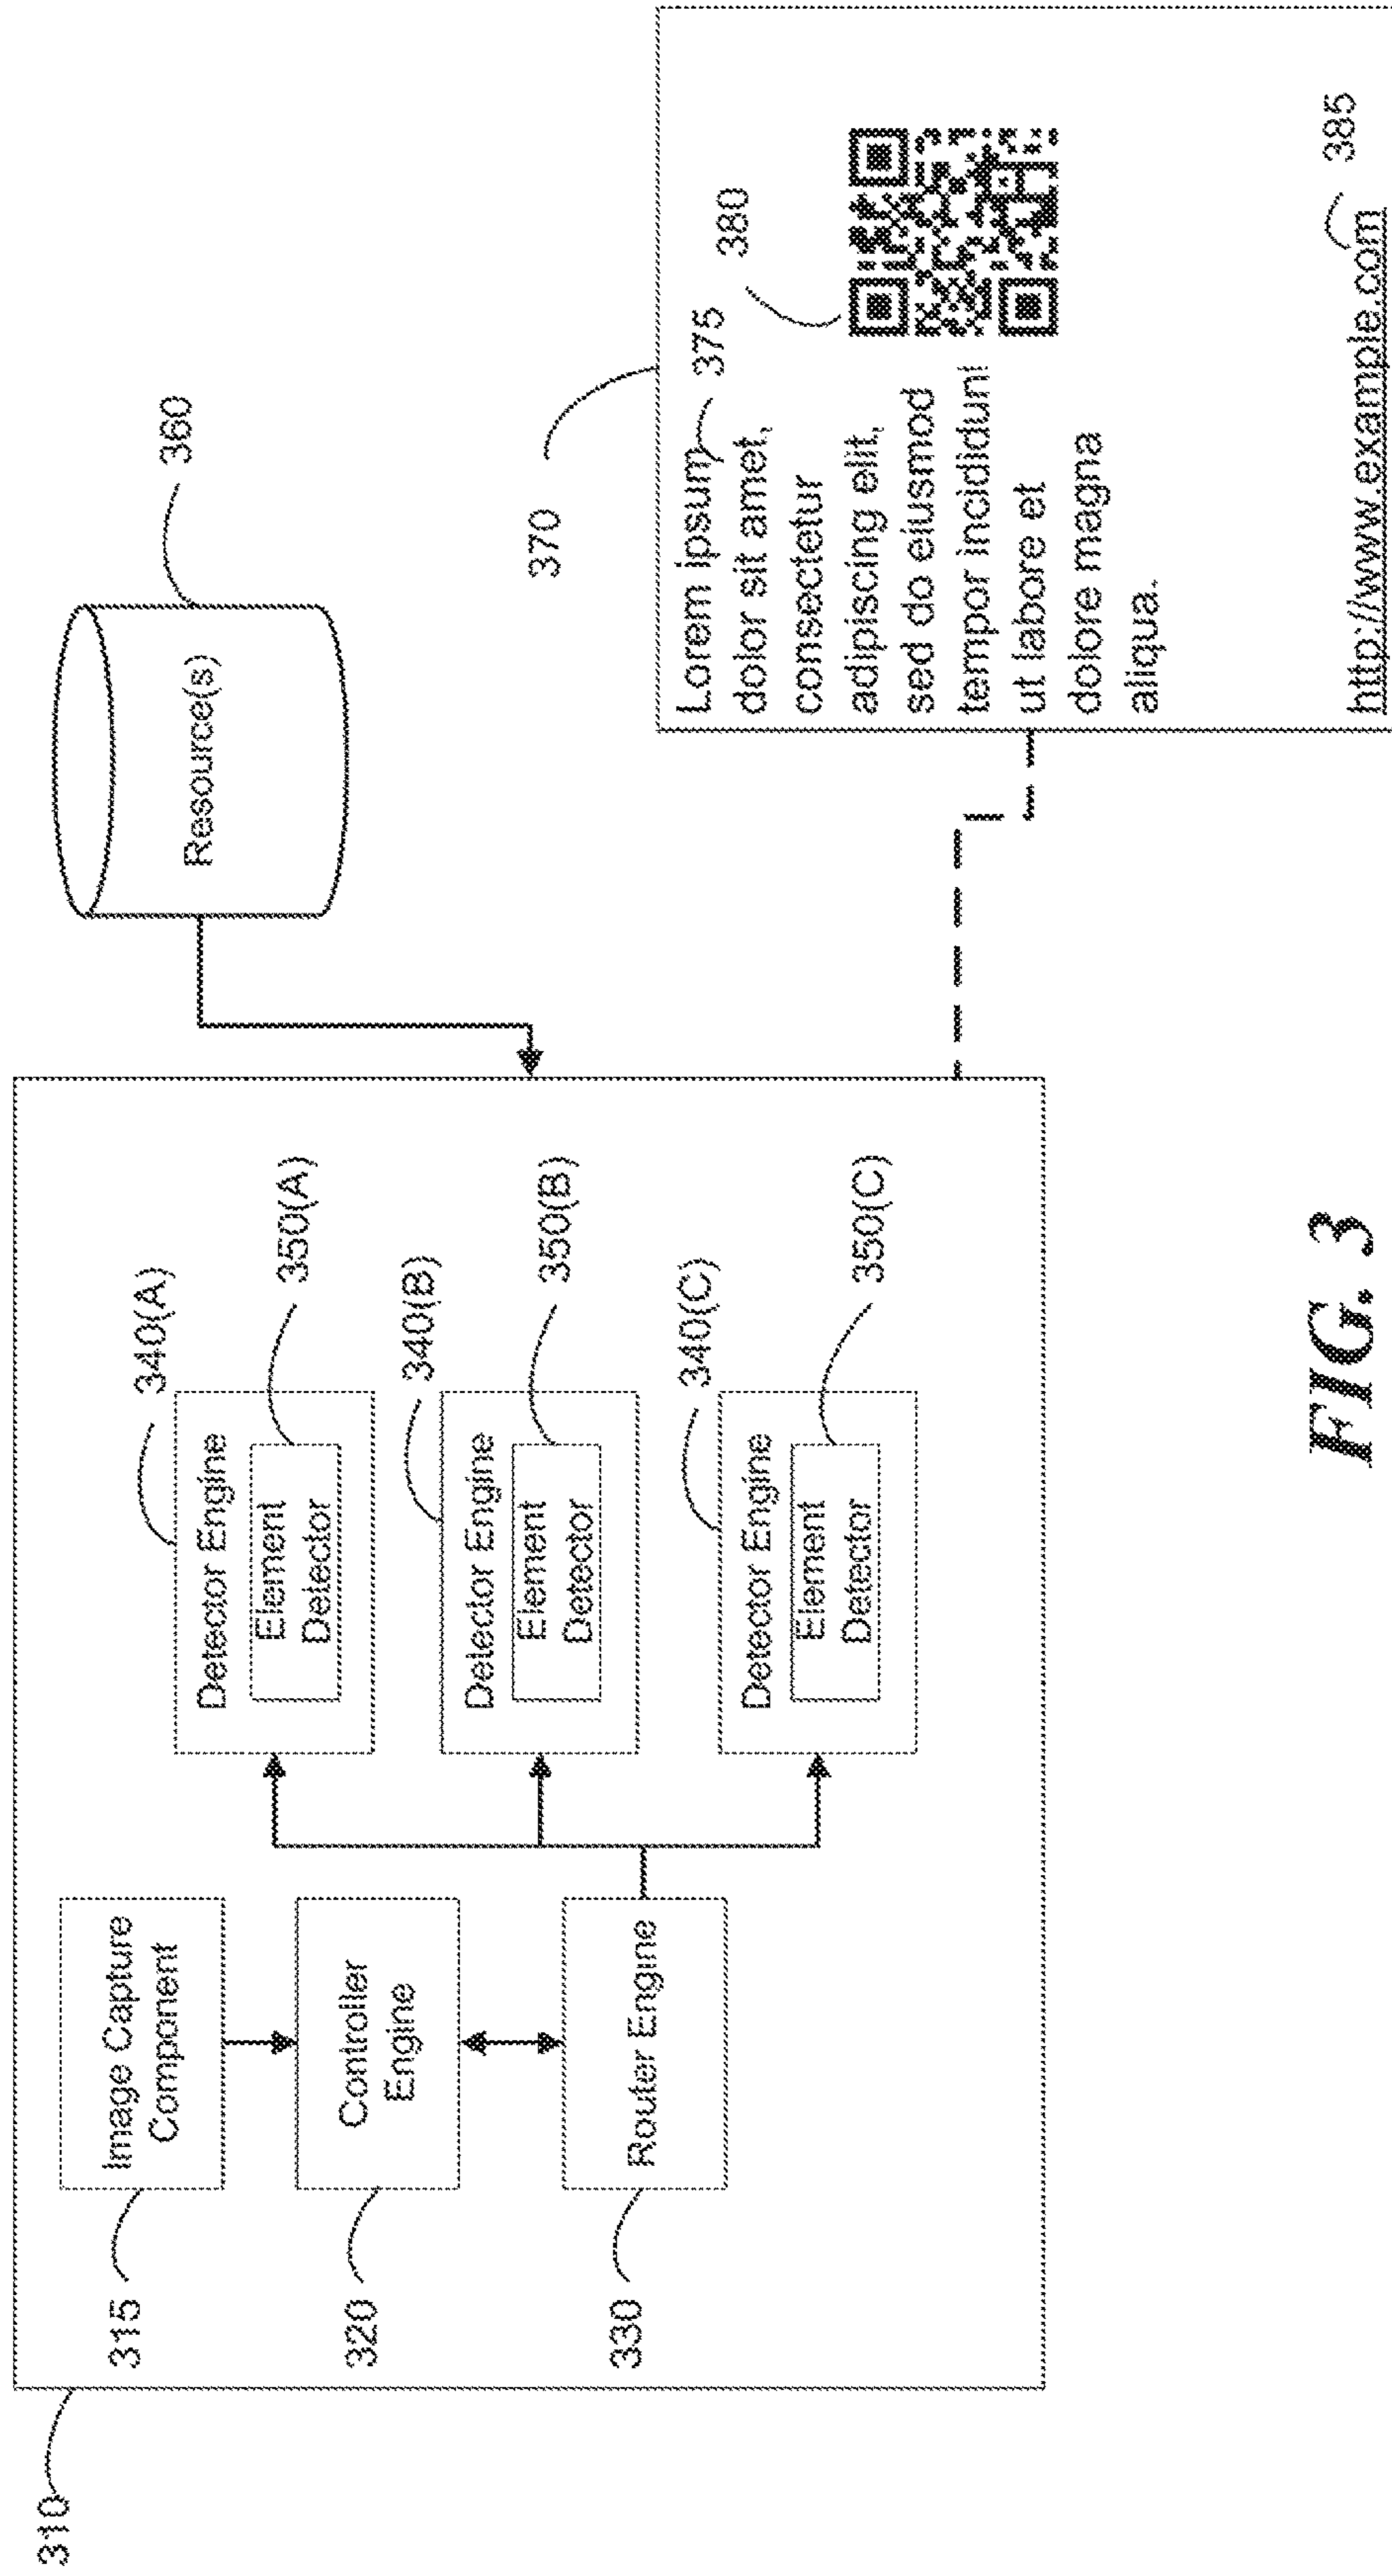 310
315
Image Capture
Component
320
Controller
Engine
330
Router Engine
340(A)
Detector Engine
350(A)
Element
Detector
340(B)
Detector Engine
350(B)
Element
Detector
340(C)
Detector Engine
350(C)
Element
Detector
Resource(s)
360
370
Lorem ipsum
375
dolor sit amet,
consectetur
adipiscing elit,
sed do eiusmod
tempor incididunt
ut labore et
dolore magna
aliqua.
380
http://www.example.com
385
FIG. 3